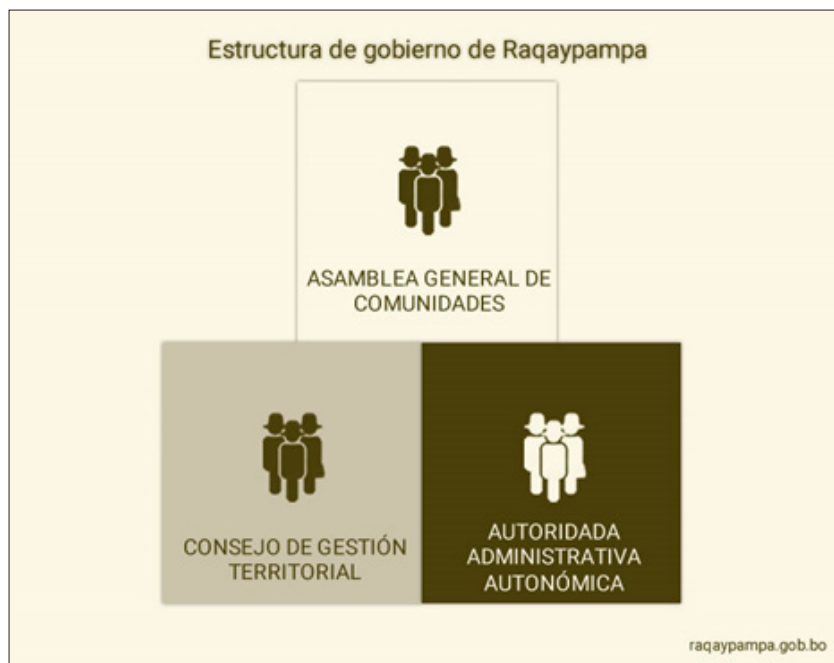 Estructura de gobierno de Raqaypampa
ASAMBLEA GENERAL DE
COMUNIDADES
CONSEJO DE GESTIÓN
TERRITORIAL
AUTORIDADA
ADMINISTRATIVA
AUTONÓMICA
raqaypampa.gob.bo